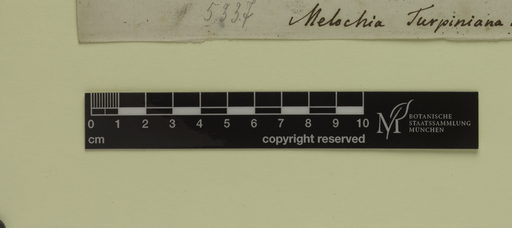 5337 Melochia Turpiniana
0 1 2 3 4 5 6 7 8 9 10
cm copyright reserved
M
BOTANISCHE
STAATSSAMMLUNG
MÜNCHEN